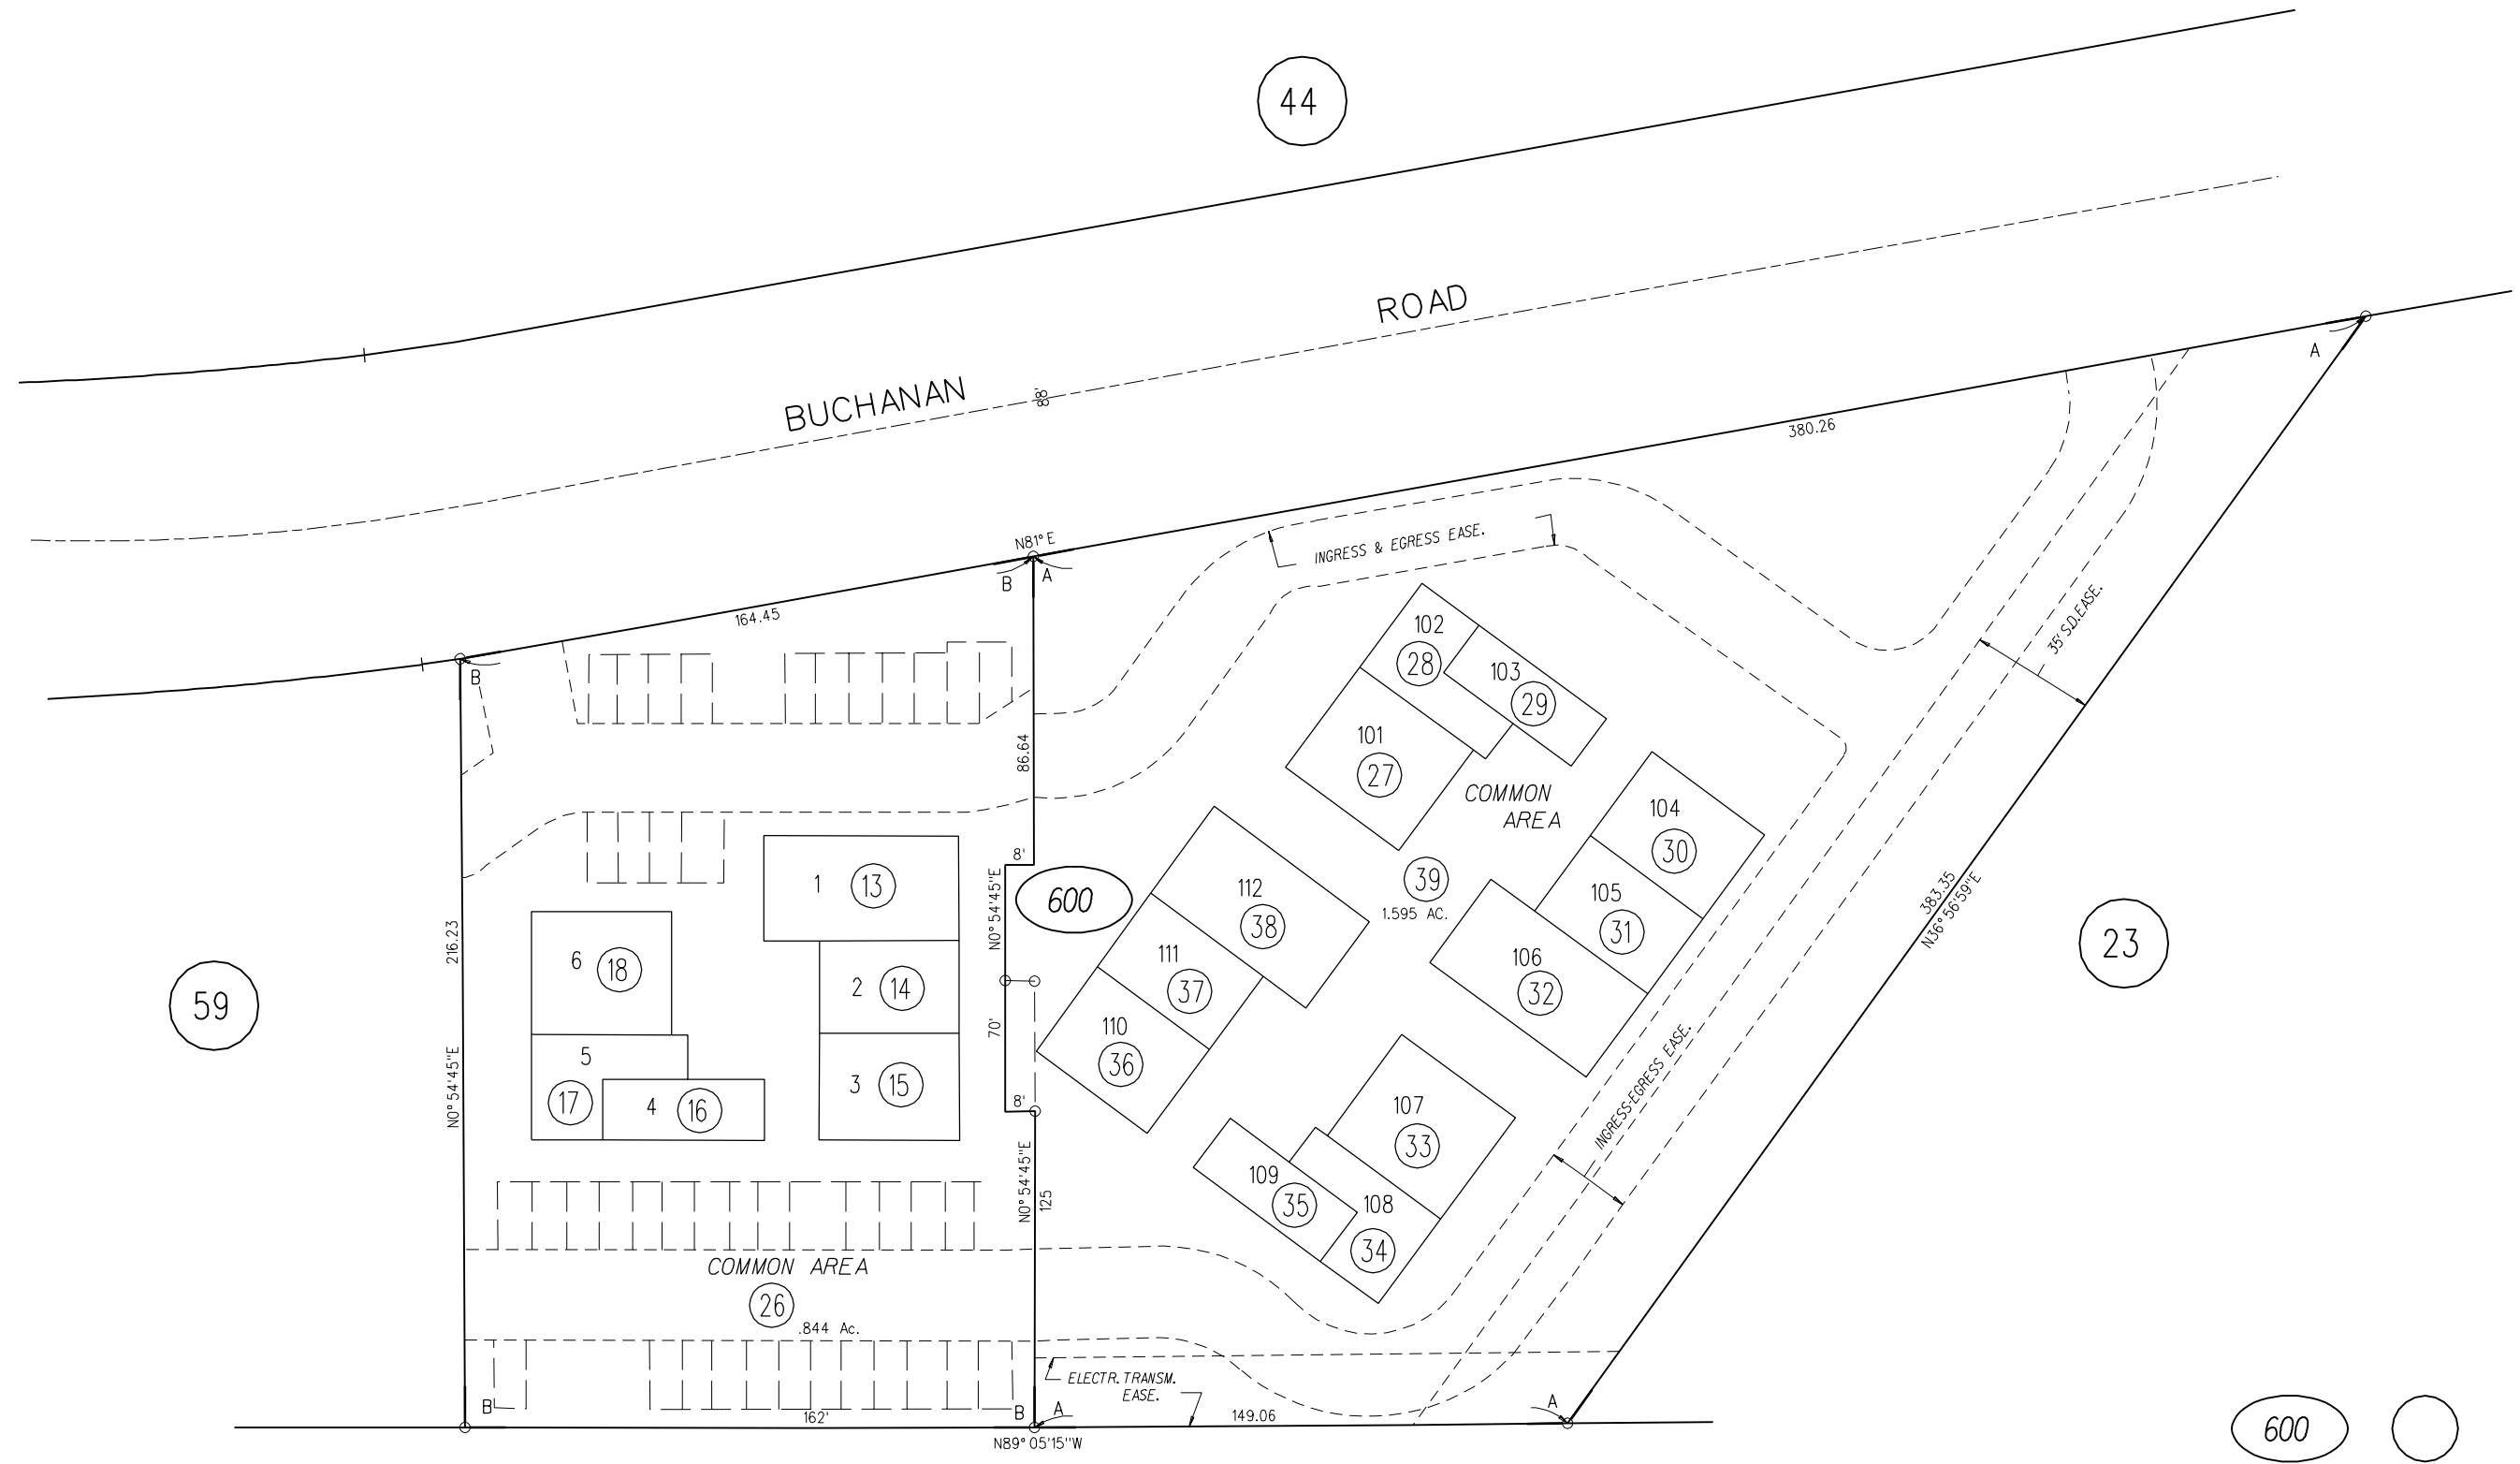 44
ROAD
BUCHANAN
88'
A
380.26
N81° E
B
A
INGRESS & EGRESS EASE.
164.45
B
35' S.D.EASE.
102
28
103
29
101
27
86.64
COMMON
AREA
104
30
105
31
106
32
39
1.595 AC.
8'
600
N0° 54'45"E
112
38
111
37
110
36
1
13
2
14
3
15
6
18
5
17
4
16
216.23
N0° 54'45"E
59
383.35
N36° 56'59"E
23
70'
8'
INGRESS-EGRESS EASE.
107
33
109
35
108
34
N0° 54'45"E
125
COMMON AREA
26
.844 Ac.
ELECTR. TRANSM.
EASE.
B
162'
B
A
149.06
A
N89° 05'15"W
600